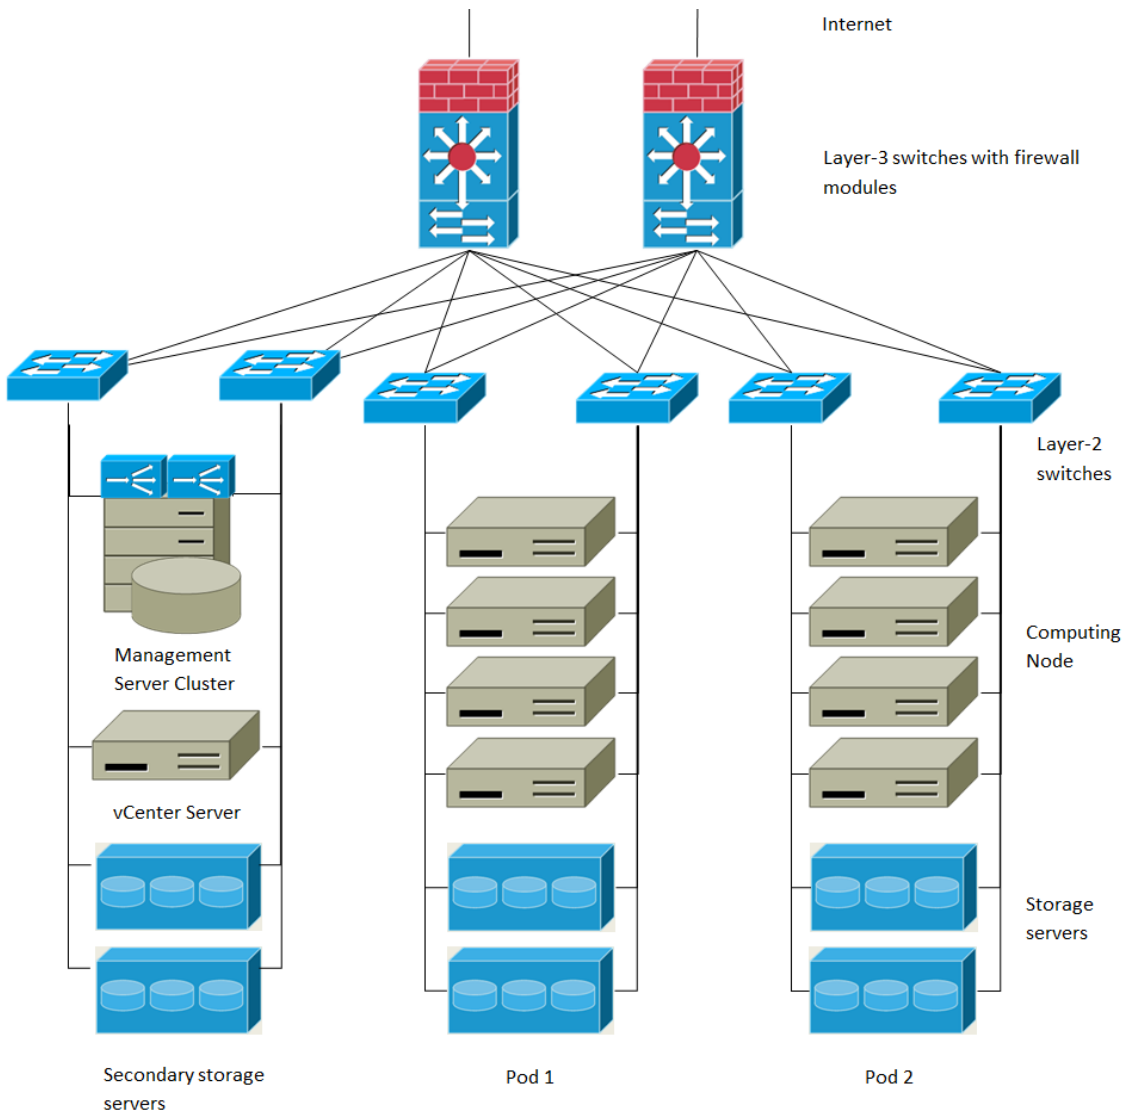 Internet
Layer-3 switches with firewall
modules
Layer-2
switches
Management
Server Cluster
Computing
Node
vCenter Server
Storage
servers
Secondary storage
servers
Pod 1
Pod 2